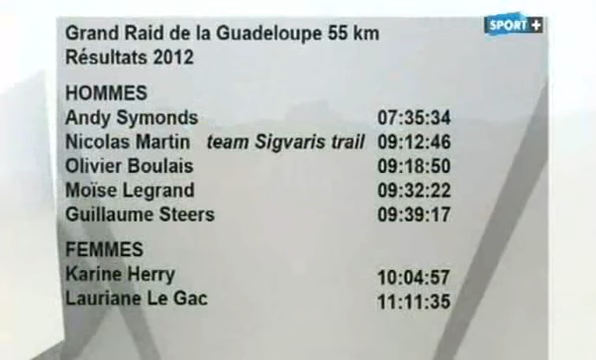 SPORT +
Grand Raid de la Guadeloupe 55 km
Résultats 2012
HOMMES
Andy Symonds 07:35:34
Nicolas Martin team Sigvaris trail 09:12:46
Olivier Boulais 09:18:50
Moïse Legrand 09:32:22
Guillaume Steers 09:39:17
FEMMES
Karine Herry 10:04:57
Lauriane Le Gac 11:11:35